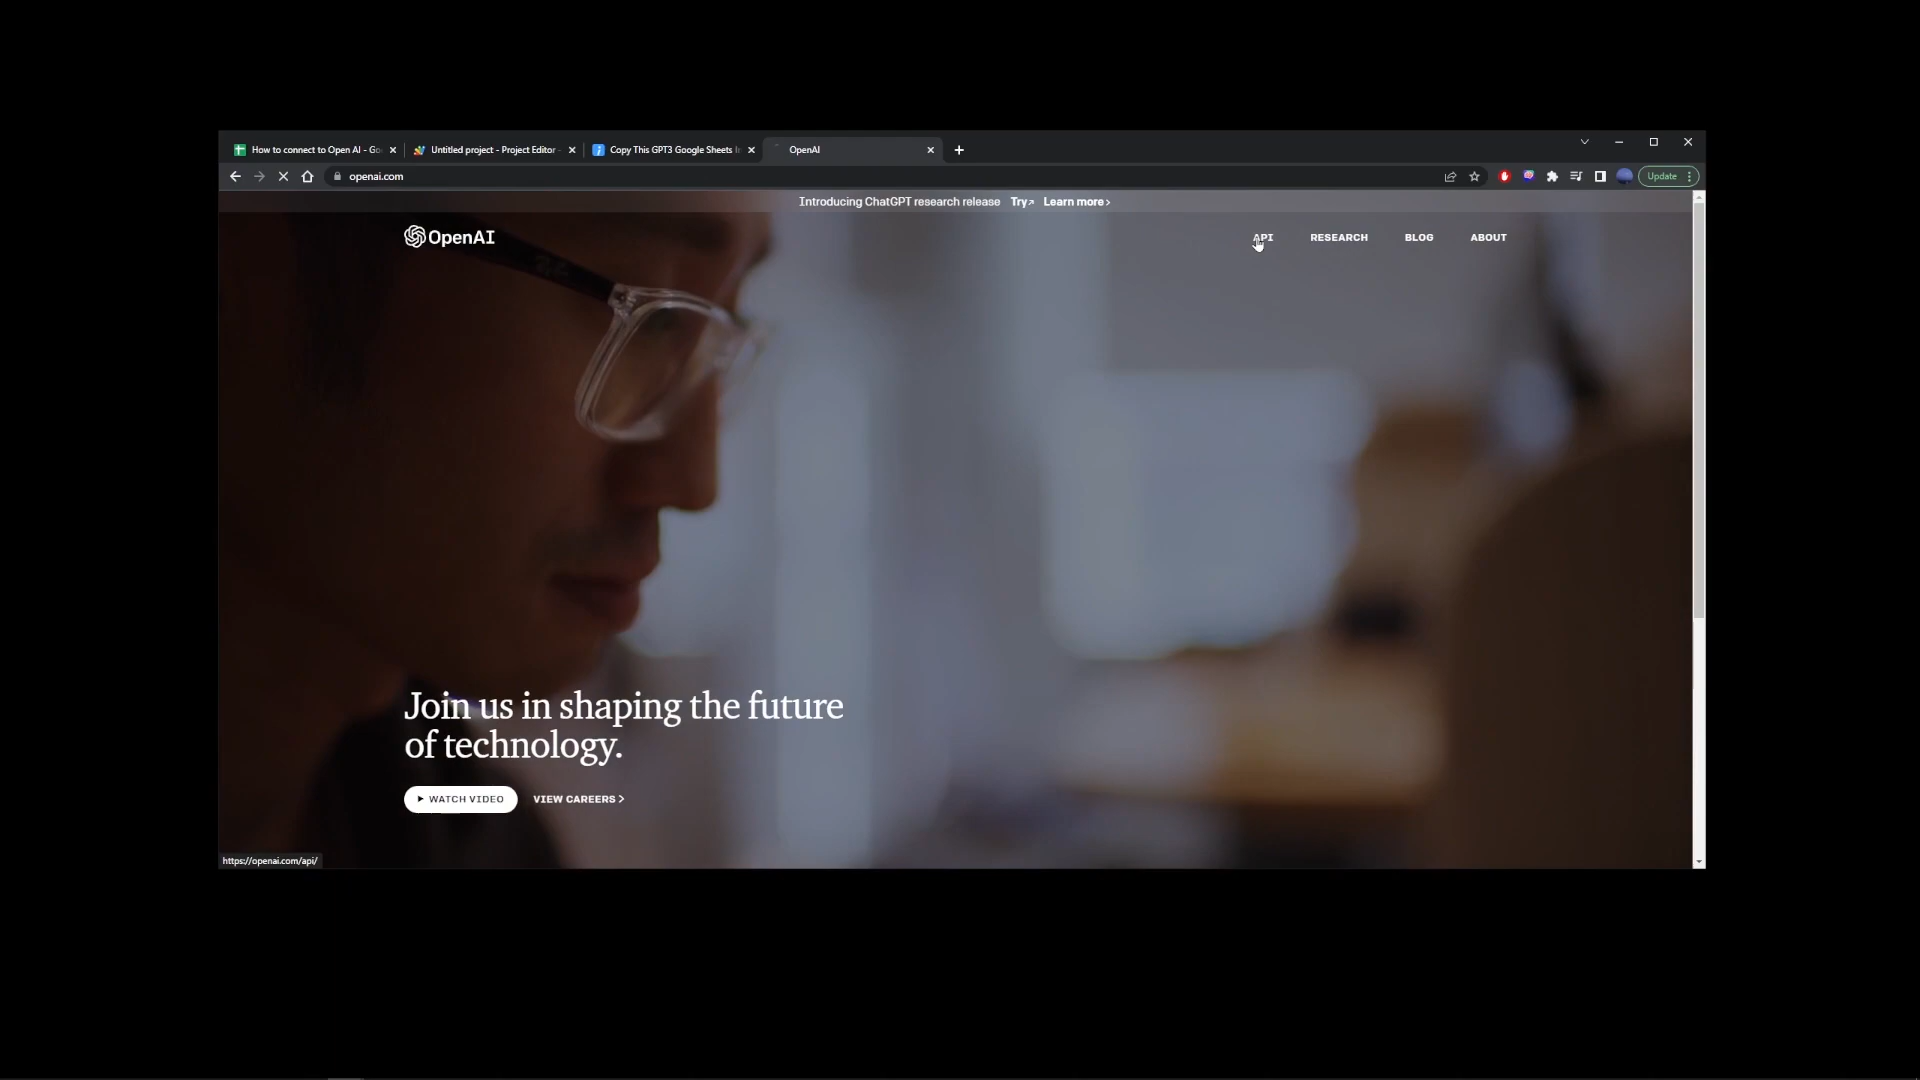 How to connect to Open AI - Go
Untitled project - Project Editor -
Copy This GPT3 Google Sheets I
OpenAI
openai.com
Update
Introducing ChatGPT research release Try↗ Learn more >
OpenAI
API
RESEARCH
BLOG
ABOUT
Join us in shaping the future
of technology.
WATCH VIDEO
VIEW CAREERS >
https://openai.com/api/